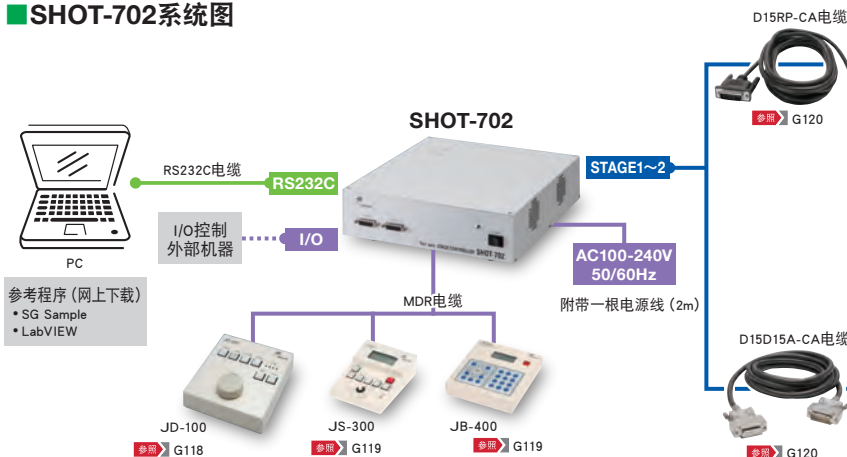 ■SHOT-702系统图
D15RP-CA电缆
参照 G120
SHOT-702
RS232C电缆
RS232C
STAGE1～2
I/O控制
外部机器
I/O
PC
AC100-240V
50/60Hz
附带一根电源线（2m）
参考程序（网上下载）
• SG Sample
• LabVIEW
MDR电缆
D15D15A-CA电缆
JD-100
参照 G118
JS-300
参照 G119
JB-400
参照 G119
参照 G120